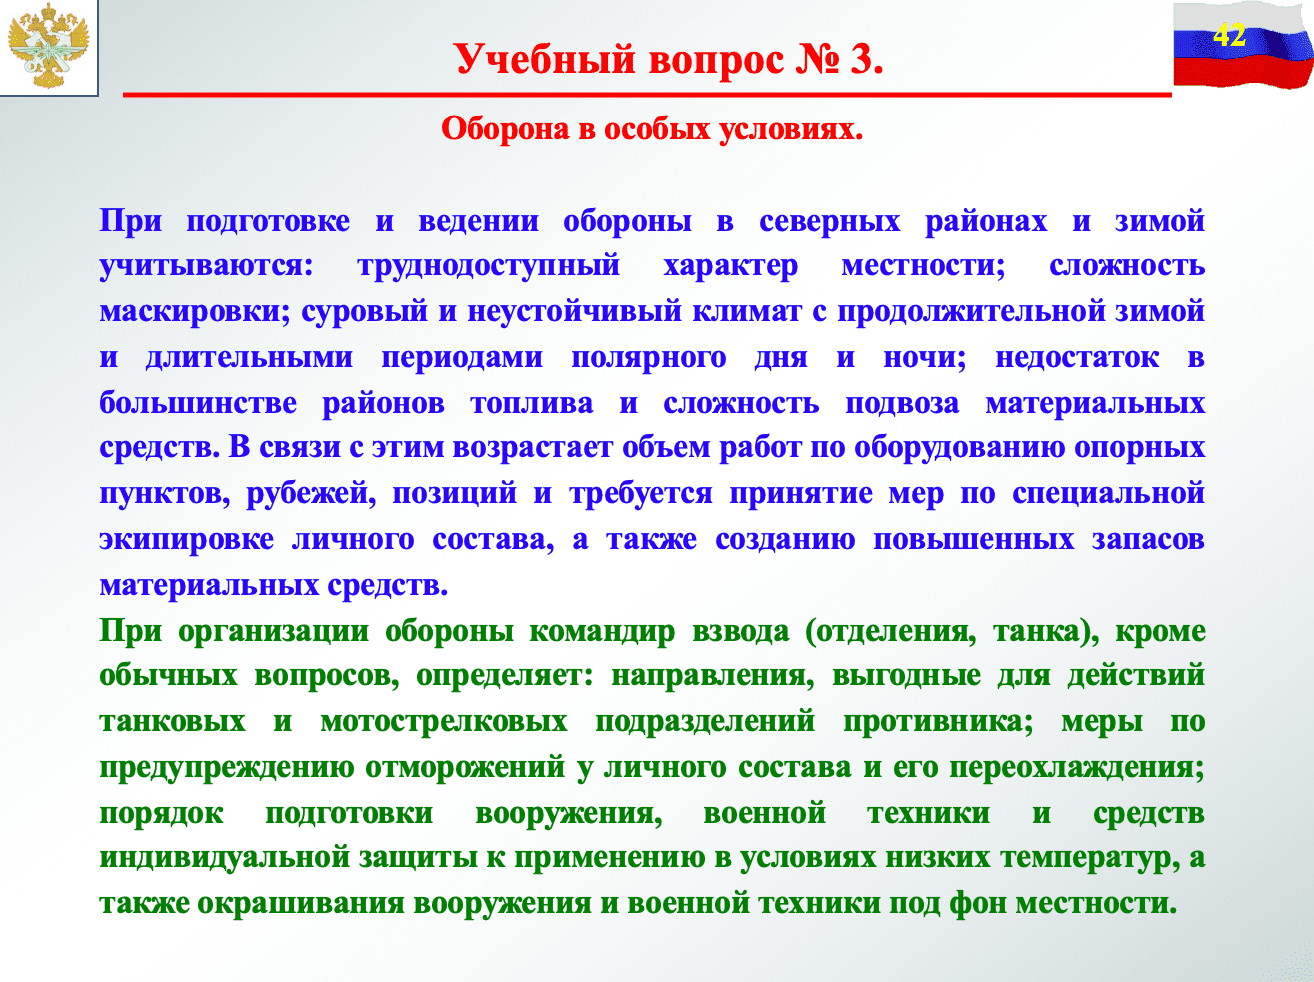 42
Учебный вопрос № 3.
Оборона в особых условиях.
При подготовке и ведении обороны в северных районах и зимой
учитываются: труднодоступный характер местности; сложность
маскировки; суровый и неустойчивый климат с продолжительной зимой
и длительными периодами полярного дня и ночи; недостаток в
большинстве районов топлива и сложность подвоза материальных
средств. В связи с этим возрастает объем работ по оборудованию опорных
пунктов, рубежей, позиций и требуется принятие мер по специальной
экипировке личного состава, а также созданию повышенных запасов
материальных средств.
При организации обороны командир взвода (отделения, танка), кроме
обычных вопросов, определяет: направления, выгодные для действий
танковых и мотострелковых подразделений противника; меры по
предупреждению отморожений у личного состава и его переохлаждения;
порядок подготовки вооружения, военной техники и средств
индивидуальной защиты к применению в условиях низких температур, а
также окрашивания вооружения и военной техники под фон местности.